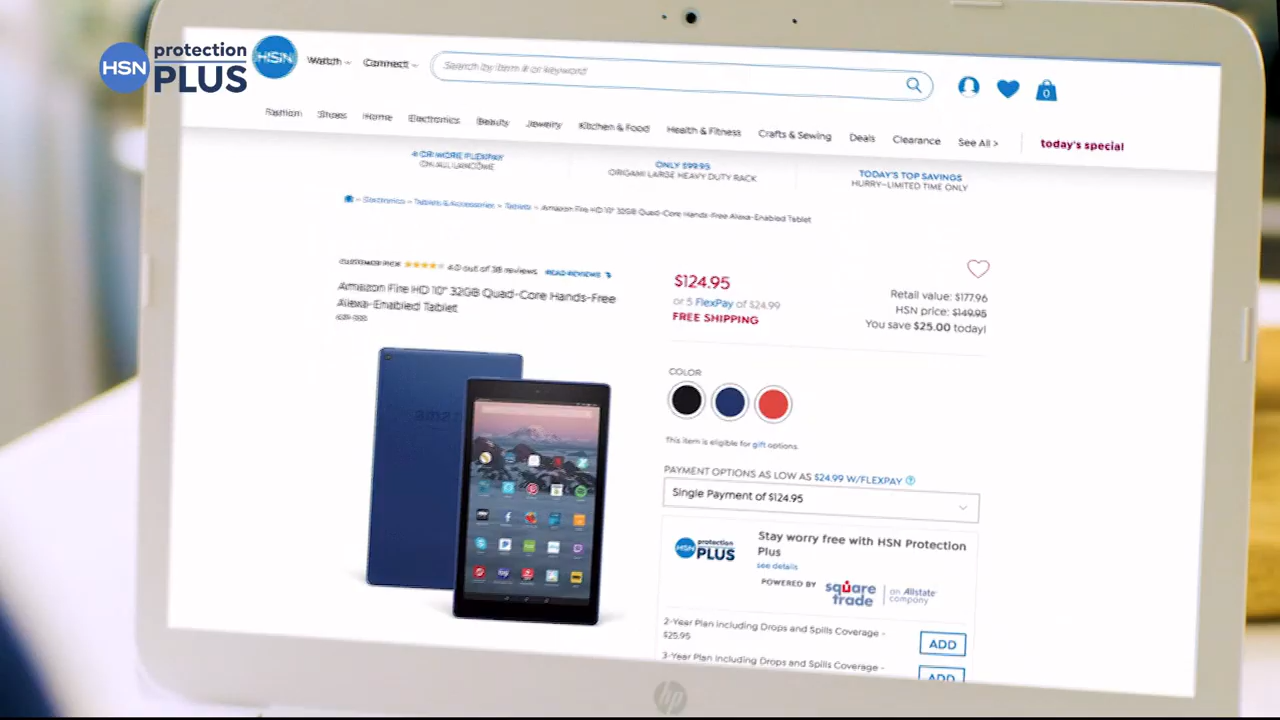 HSN protection PLUS
HSN
Watch
Connect
Search by item # or keyword
0
Fashion
Shoes
Home
Electronics
Beauty
Jewelry
Kitchen & Food
Health & Fitness
Crafts & Sewing
Deals
Clearance
See All >
today's special
OR MORE FLEXPAY
ON ALL LANCOME
ONLY $99.95
ORIGAMI LARGE HEAVY DUTY RACK
TODAY'S TOP SAVINGS
HURRY–LIMITED TIME ONLY
Electronics – Tablets & Accessories – Tablets – Amazon Fire HD 10" 32GB Quad-Core Hands-Free Alexa-Enabled Tablet
CUSTOMER PICK 4.0 out of 38 reviews READ REVIEWS
Amazon Fire HD 10" 32GB Quad-Core Hands-Free
Alexa-Enabled Tablet
$124.95
or 5 FlexPay of $24.99
FREE SHIPPING
Retail value: $177.96
HSN price: $149.95
You save $25.00 today!
COLOR
This item is eligible for gift options.
PAYMENT OPTIONS AS LOW AS $24.99 W/FLEXPAY ?
Single Payment of $124.95
HSN protection PLUS
Stay worry free with HSN Protection
Plus
see details
POWERED BY
square trade
an Allstate company
2-Year Plan including Drops and Spills Coverage -
$25.95
ADD
3-Year Plan Including Drops and Spills Coverage -
ADD
hp